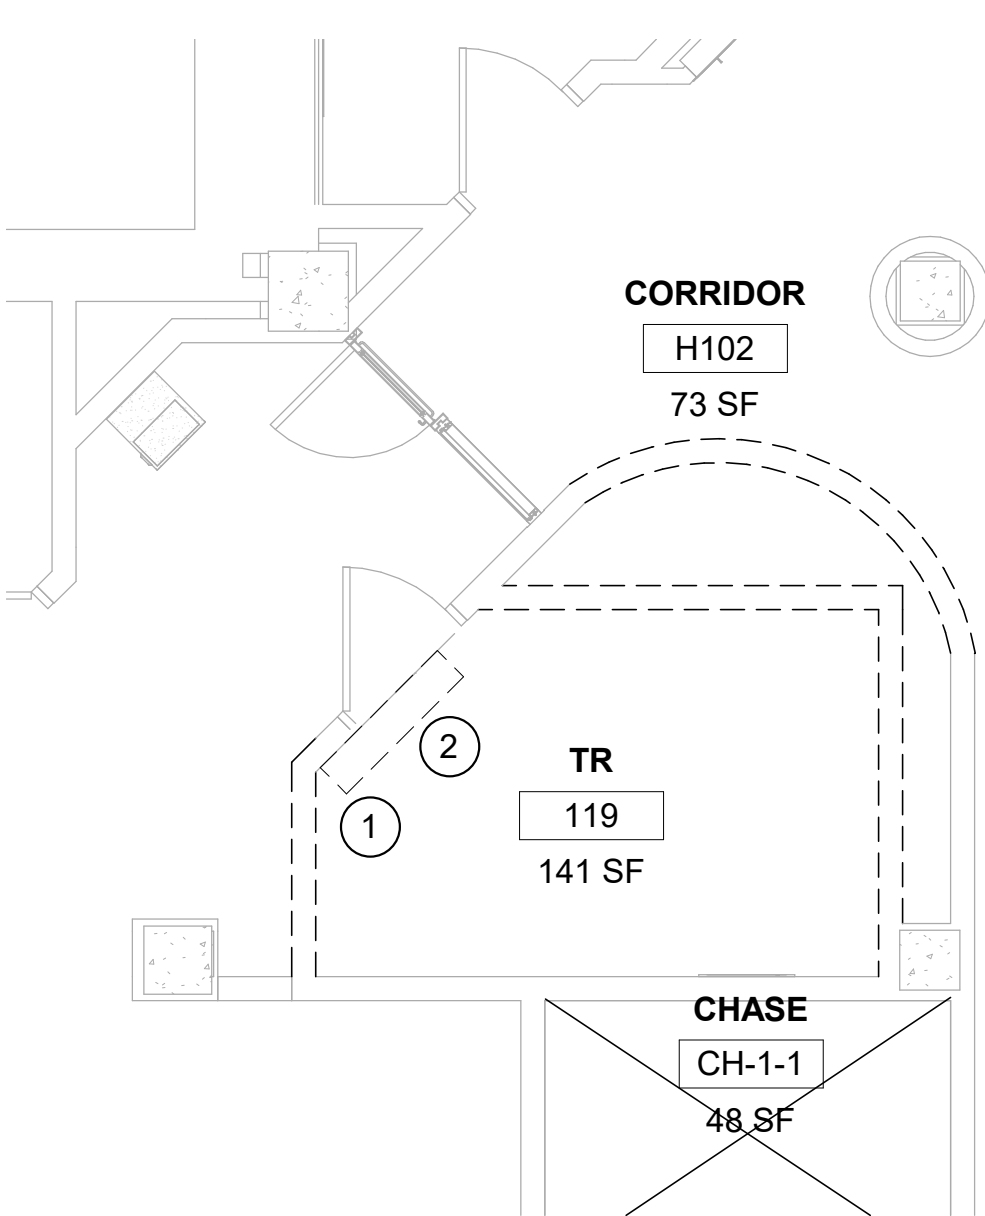 CORRIDOR
H102
73 SF
2
1
TR
119
141 SF
CHASE
CH-1-1
48 SF